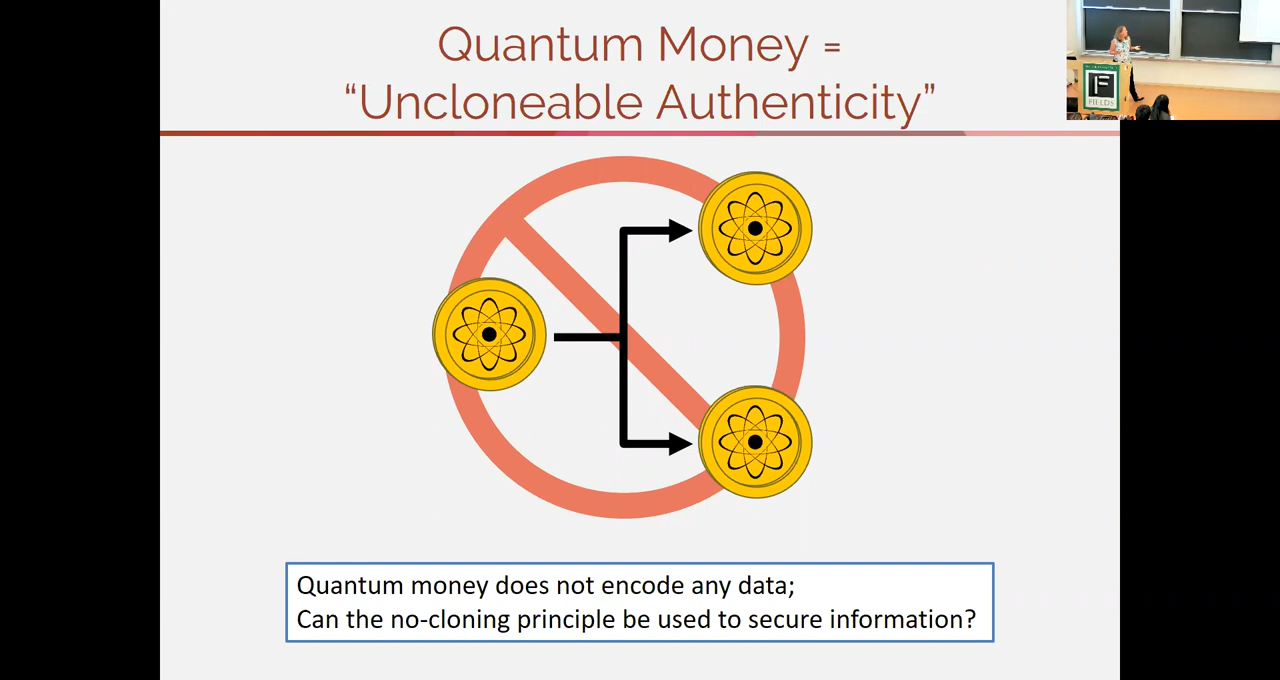 Quantum Money =
“Uncloneable Authenticity”
FIELDS
Quantum money does not encode any data;
Can the no-cloning principle be used to secure information?